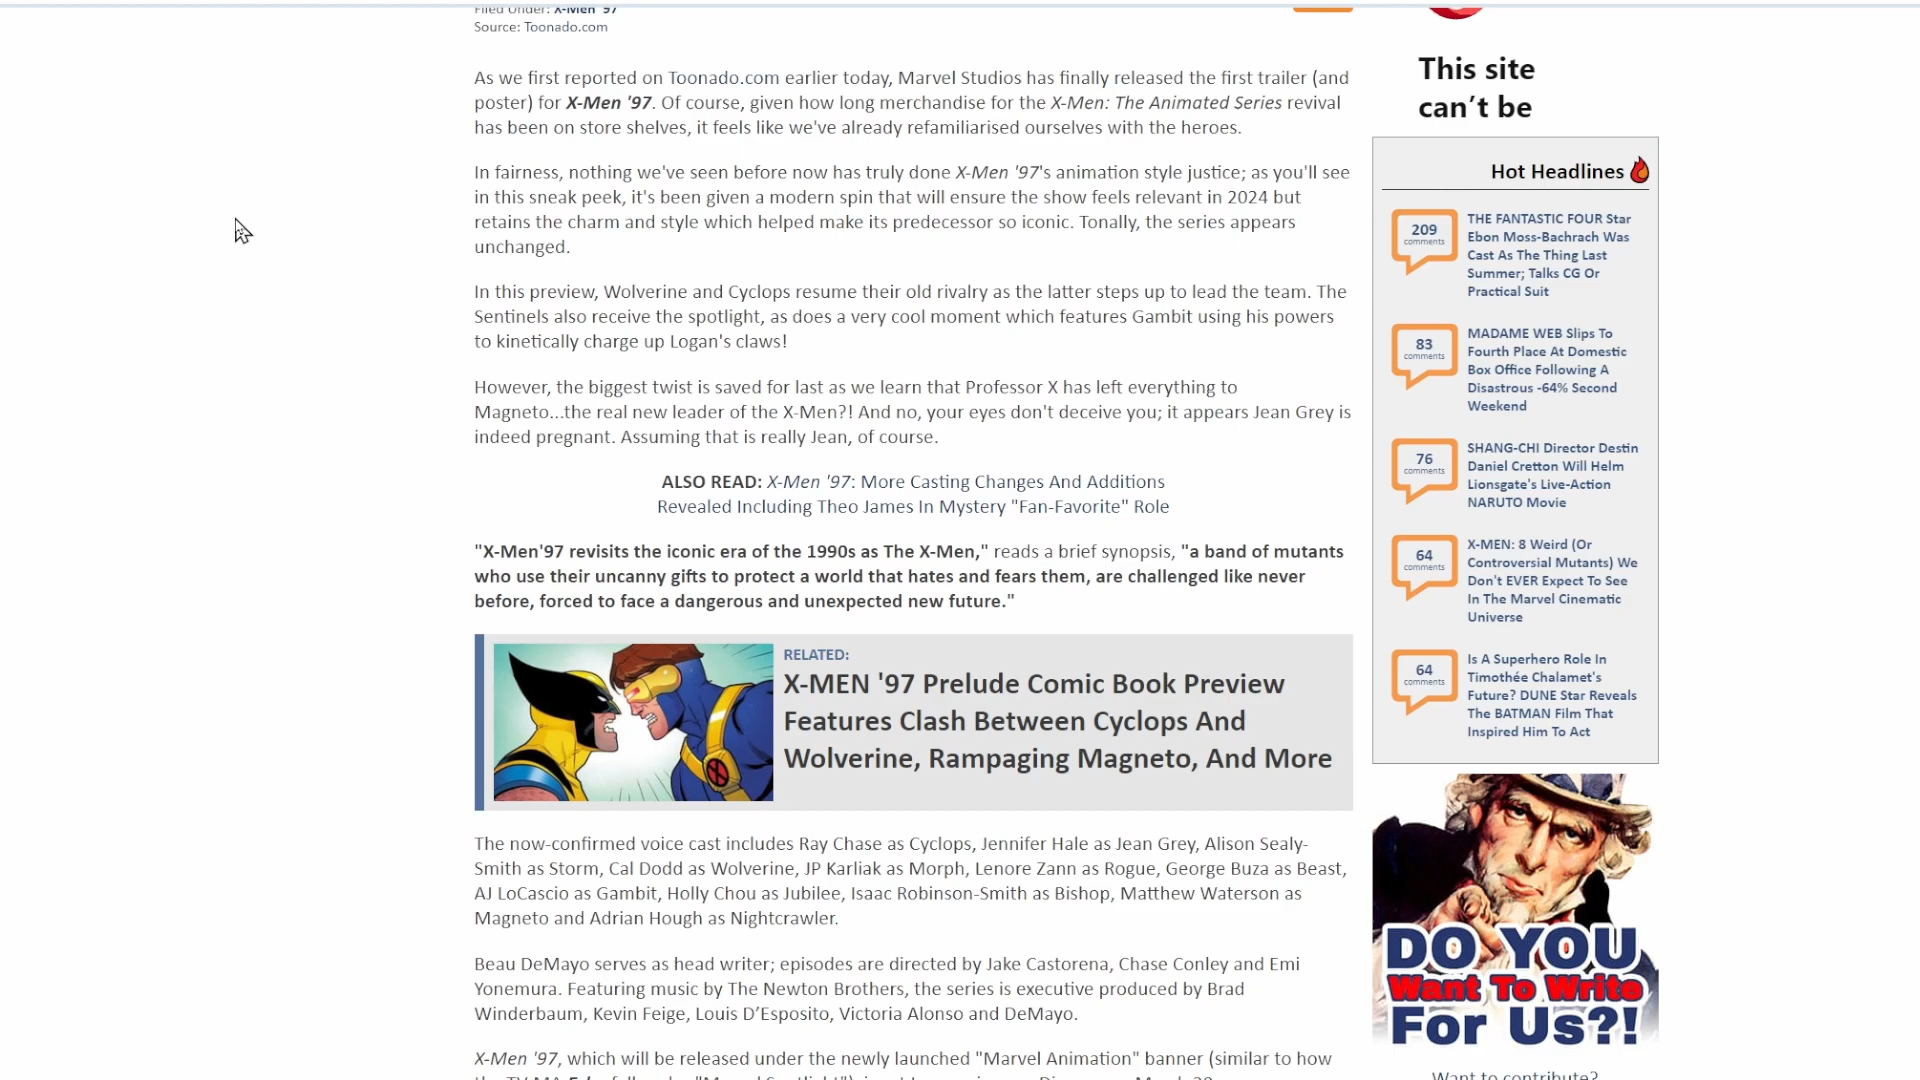 Filed Under: X-Men '97
Source: Toonado.com
As we first reported on Toonado.com earlier today, Marvel Studios has finally released the first trailer (and
poster) for X-Men '97. Of course, given how long merchandise for the X-Men: The Animated Series revival
has been on store shelves, it feels like we've already refamiliarised ourselves with the heroes.
In fairness, nothing we've seen before now has truly done X-Men '97's animation style justice; as you'll see
in this sneak peek, it's been given a modern spin that will ensure the show feels relevant in 2024 but
retains the charm and style which helped make its predecessor so iconic. Tonally, the series appears
unchanged.
In this preview, Wolverine and Cyclops resume their old rivalry as the latter steps up to lead the team. The
Sentinels also receive the spotlight, as does a very cool moment which features Gambit using his powers
to kinetically charge up Logan's claws!
However, the biggest twist is saved for last as we learn that Professor X has left everything to
Magneto...the real new leader of the X-Men?! And no, your eyes don't deceive you; it appears Jean Grey is
indeed pregnant. Assuming that is really Jean, of course.
ALSO READ: X-Men '97: More Casting Changes And Additions
Revealed Including Theo James In Mystery "Fan-Favorite" Role
"X-Men'97 revisits the iconic era of the 1990s as The X-Men," reads a brief synopsis, "a band of mutants
who use their uncanny gifts to protect a world that hates and fears them, are challenged like never
before, forced to face a dangerous and unexpected new future."
RELATED:
X-MEN '97 Prelude Comic Book Preview
Features Clash Between Cyclops And
Wolverine, Rampaging Magneto, And More
The now-confirmed voice cast includes Ray Chase as Cyclops, Jennifer Hale as Jean Grey, Alison Sealy-
Smith as Storm, Cal Dodd as Wolverine, JP Karliak as Morph, Lenore Zann as Rogue, George Buza as Beast,
AJ LoCascio as Gambit, Holly Chou as Jubilee, Isaac Robinson-Smith as Bishop, Matthew Waterson as
Magneto and Adrian Hough as Nightcrawler.
Beau DeMayo serves as head writer; episodes are directed by Jake Castorena, Chase Conley and Emi
Yonemura. Featuring music by The Newton Brothers, the series is executive produced by Brad
Winderbaum, Kevin Feige, Louis D’Esposito, Victoria Alonso and DeMayo.
X-Men '97, which will be released under the newly launched "Marvel Animation" banner (similar to how
This site
can’t be
Hot Headlines
209
comments
THE FANTASTIC FOUR Star
Ebon Moss-Bachrach Was
Cast As The Thing Last
Summer; Talks CG Or
Practical Suit
83
comments
MADAME WEB Slips To
Fourth Place At Domestic
Box Office Following A
Disastrous -64% Second
Weekend
76
comments
SHANG-CHI Director Destin
Daniel Cretton Will Helm
Lionsgate's Live-Action
NARUTO Movie
64
comments
X-MEN: 8 Weird (Or
Controversial Mutants) We
Don't EVER Expect To See
In The Marvel Cinematic
Universe
64
comments
Is A Superhero Role In
Timothée Chalamet's
Future? DUNE Star Reveals
The BATMAN Film That
Inspired Him To Act
DO YOU
Want To Write
For Us?!
Want to contribute?